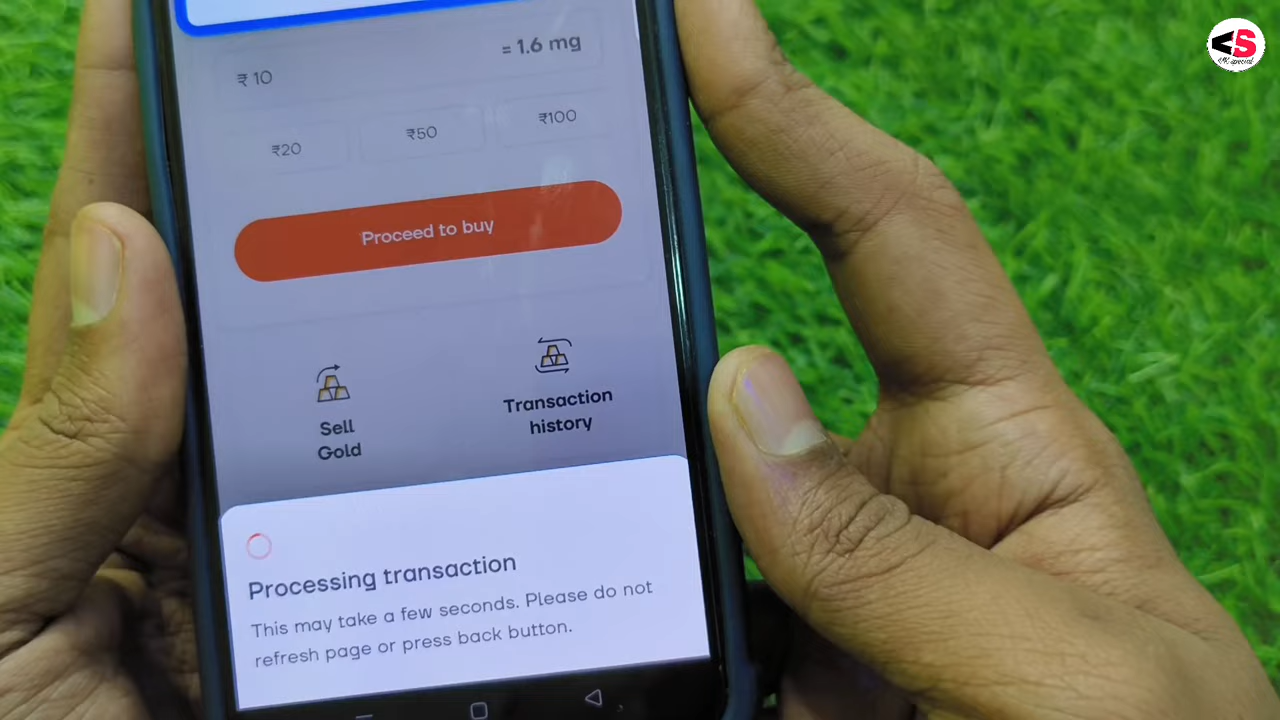 = 1.6 mg
₹ 10
₹20
₹50
₹100
Proceed to buy
Sell
Gold
Transaction
history
Processing transaction
This may take a few seconds. Please do not
refresh page or press back button.